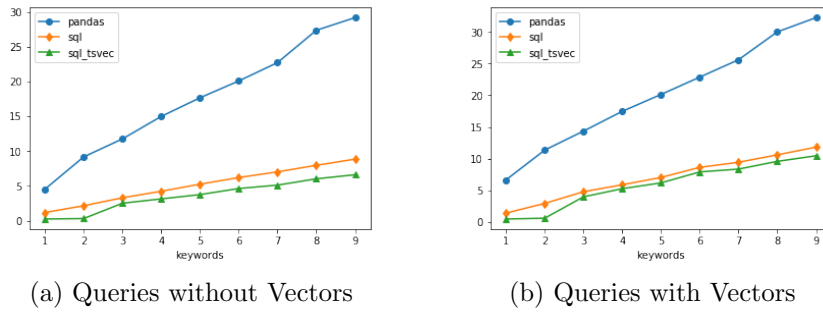 30
25
20
15
10
5
0
pandas
sql
sql_tsvec
1 2 3 4 5 6 7 8 9
keywords
(a) Queries without Vectors
30
25
20
15
10
5
0
pandas
sql
sql_tsvec
1 2 3 4 5 6 7 8 9
keywords
(b) Queries with Vectors